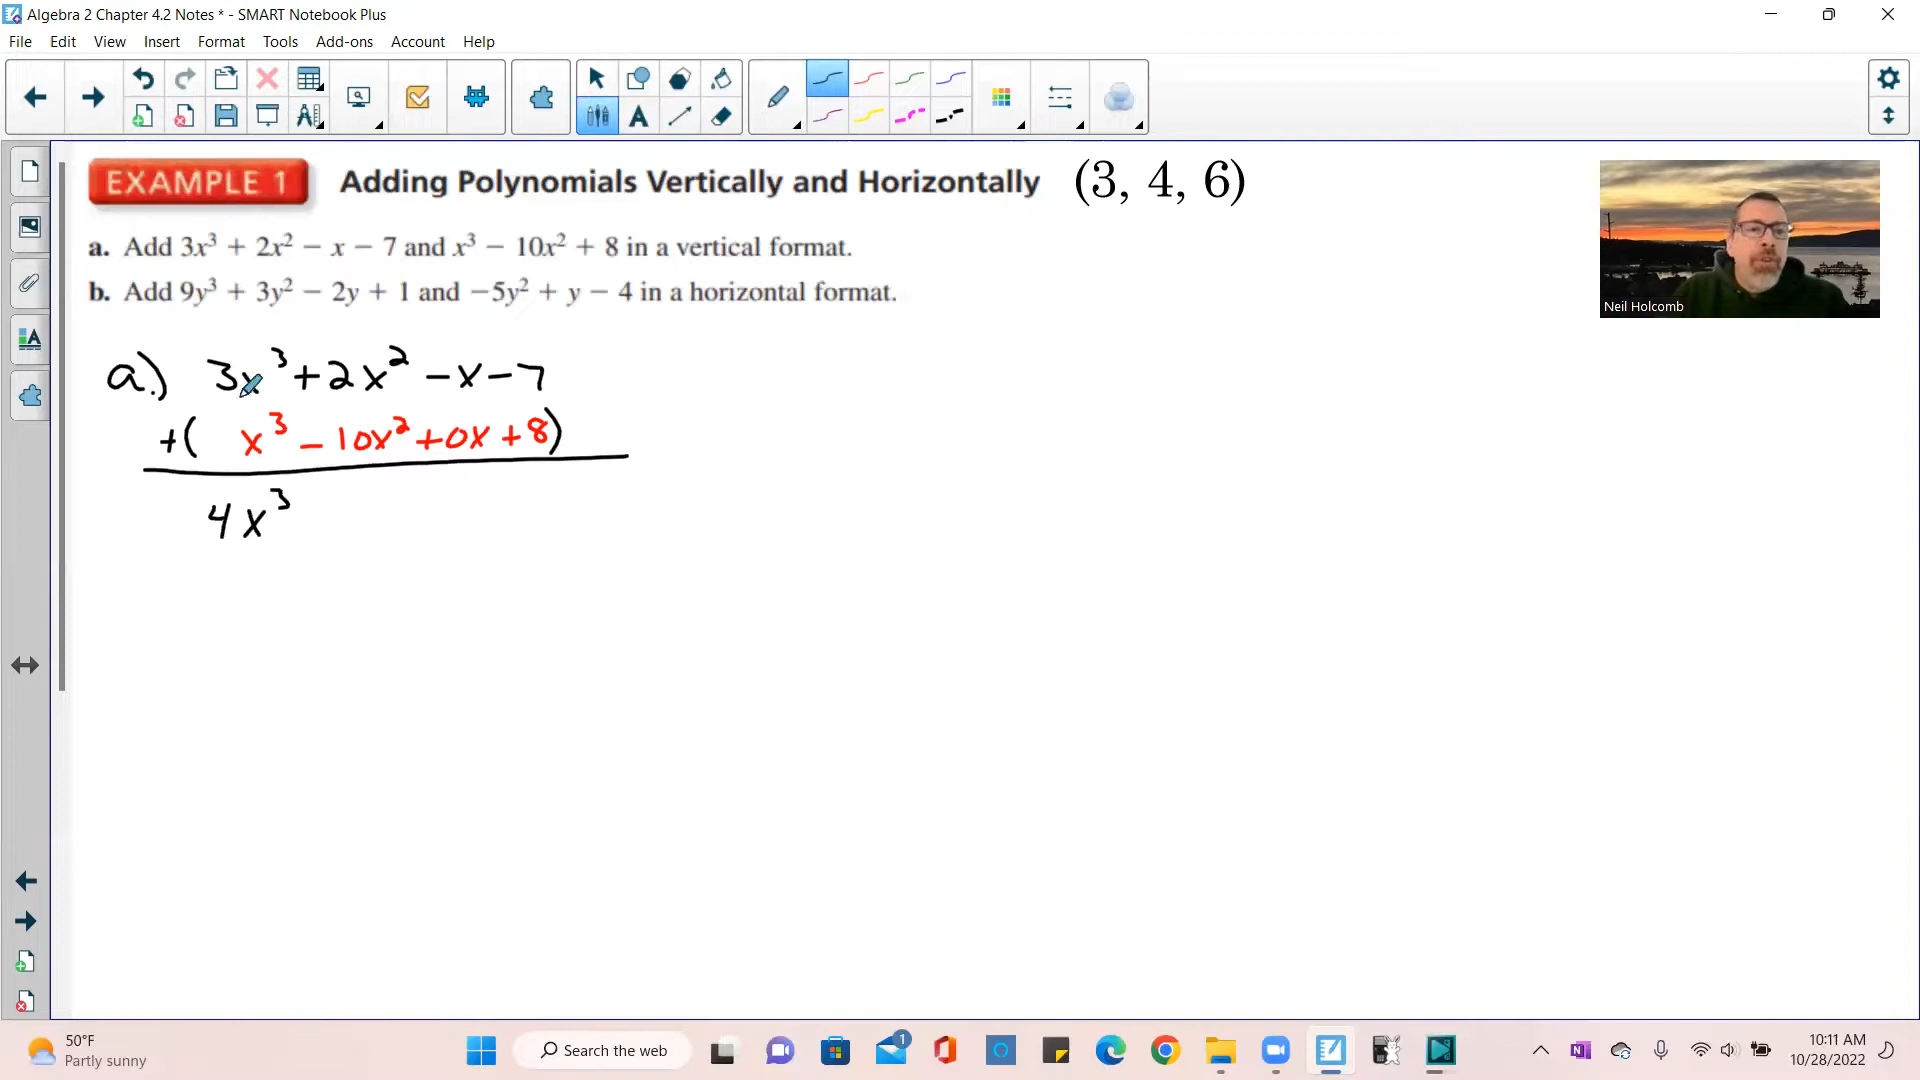 Algebra 2 Chapter 4.2 Notes * - SMART Notebook Plus
File Edit View Insert Format Tools Add-ons Account Help
EXAMPLE 1 Adding Polynomials Vertically and Horizontally (3, 4, 6)
a. Add 3x³ + 2x² − x − 7 and x³ − 10x² + 8 in a vertical format.
b. Add 9y³ + 3y² − 2y + 1 and −5y² + y − 4 in a horizontal format.
Neil Holcomb
a.) 3x³ + 2x² − x − 7
+( x³ − 10x² + 0x + 8)
4x³
50°F
Partly sunny
Search the web
1
10:11 AM
10/28/2022